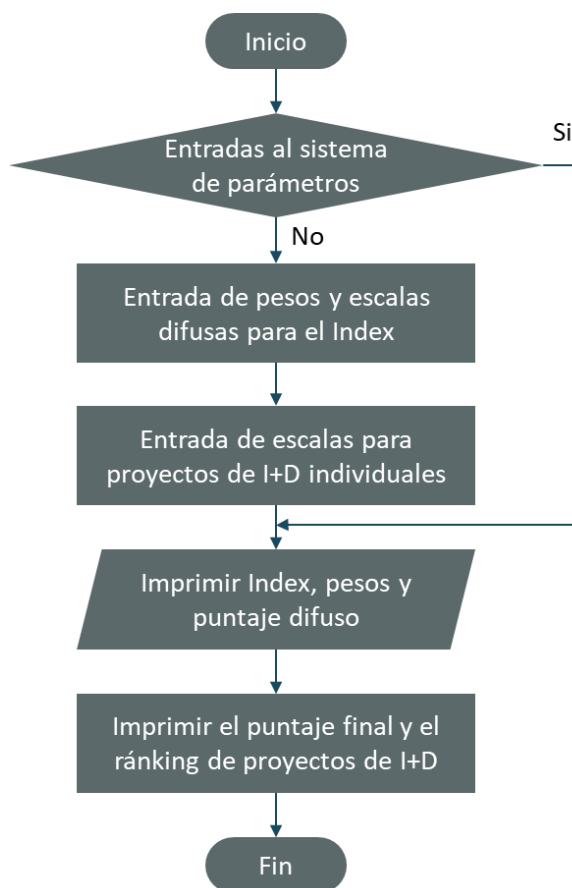 Inicio
Entradas al sistema
de parámetros
Si
No
Entrada de pesos y escalas
difusas para el Index
Entrada de escalas para
proyectos de I+D individuales
Imprimir Index, pesos y
puntaje difuso
Imprimir el puntaje final y el
ránking de proyectos de I+D
Fin